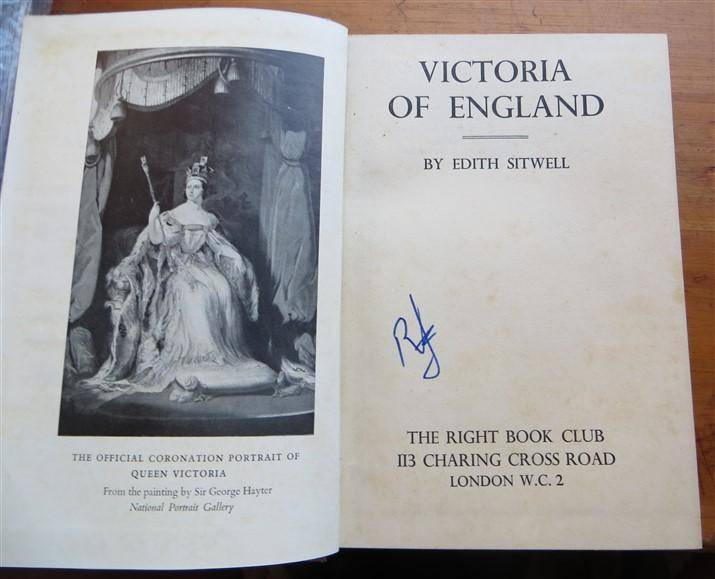 THE OFFICIAL CORONATION PORTRAIT OF
QUEEN VICTORIA
From the painting by Sir George Hayter
National Portrait Gallery
VICTORIA
OF ENGLAND
BY EDITH SITWELL
THE RIGHT BOOK CLUB
113 CHARING CROSS ROAD
LONDON W.C. 2